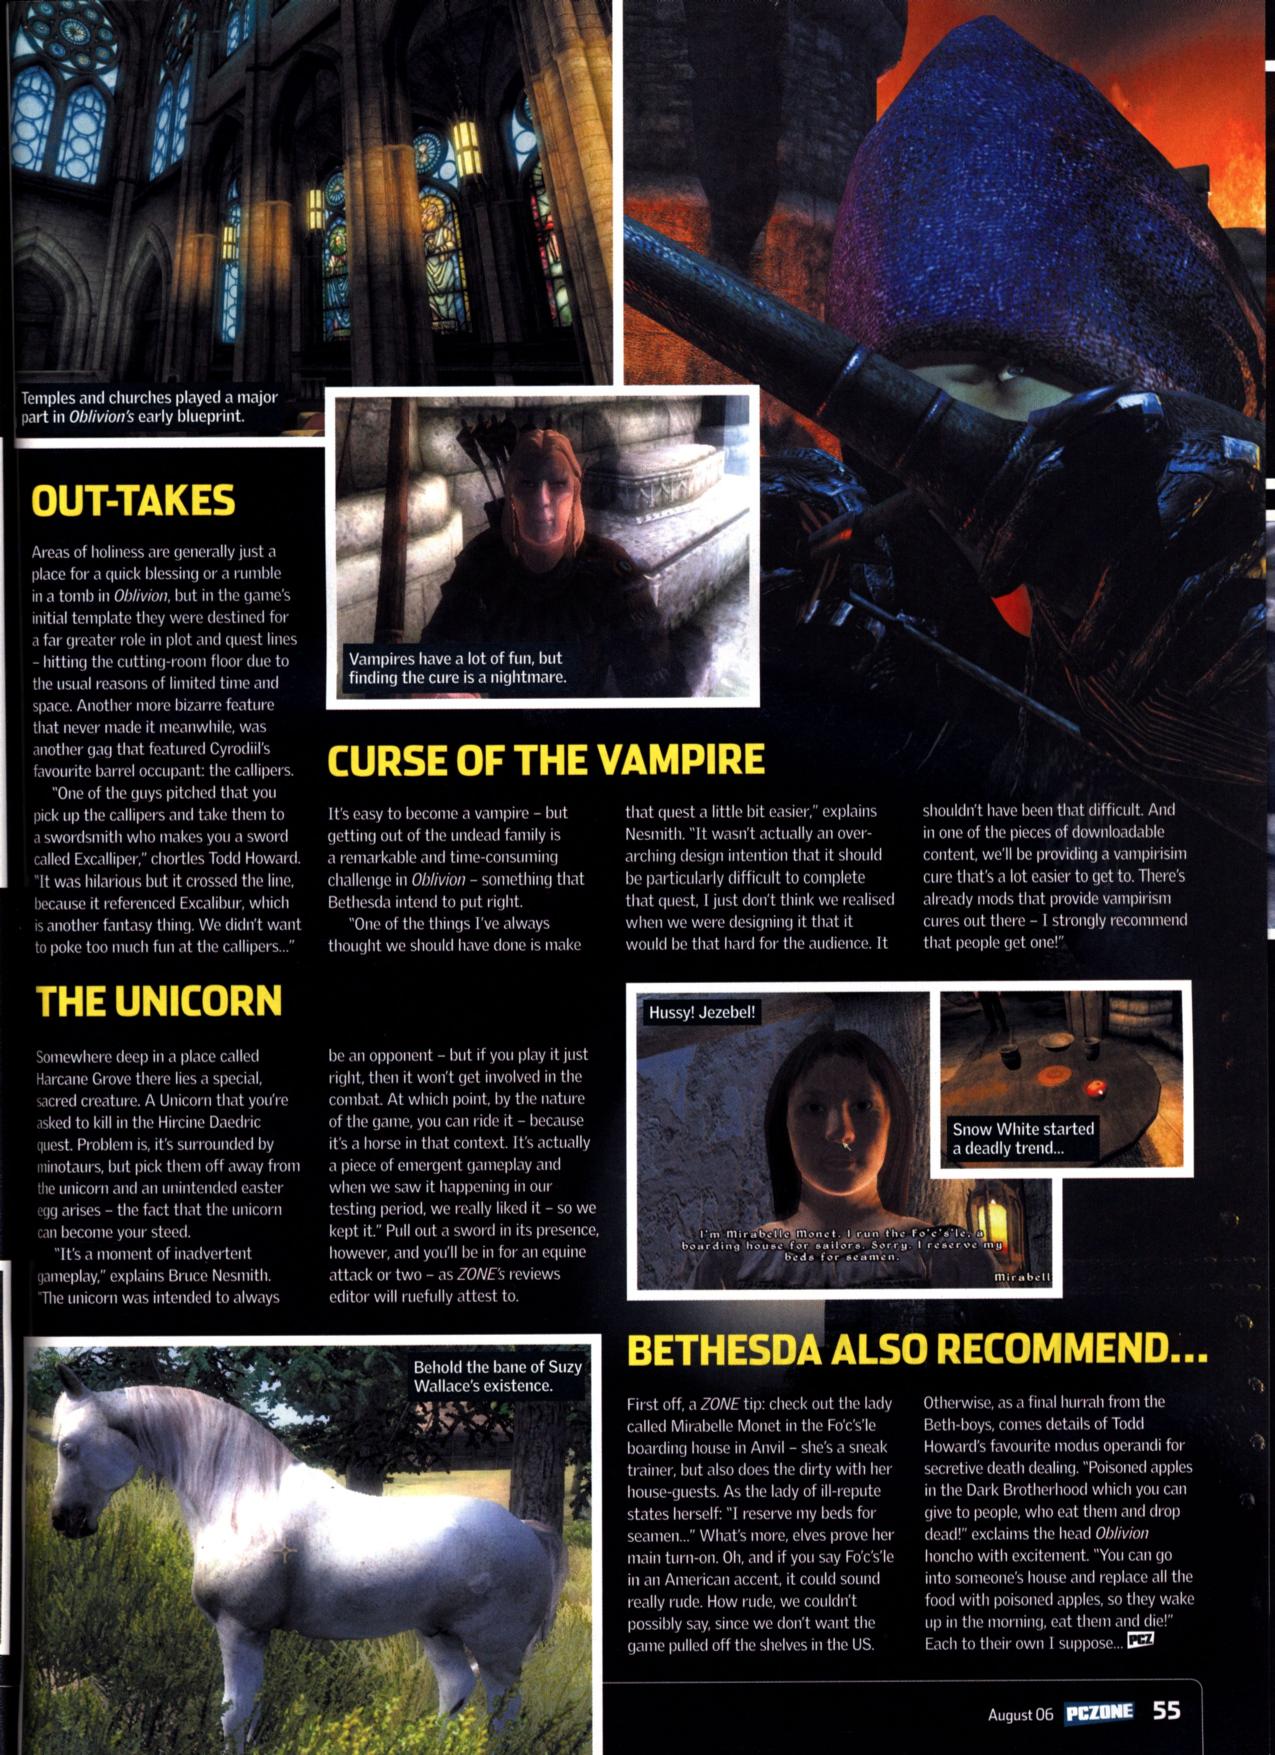 Temples and churches played a major
part in Oblivion's early blueprint.
OUT-TAKES
Areas of holiness are generally just a
place for a quick blessing or a rumble
in a tomb in Oblivion, but in the game's
initial template they were destined for
a far greater role in plot and quest lines
– hitting the cutting-room floor due to
the usual reasons of limited time and
space. Another more bizarre feature
that never made it meanwhile, was
another gag that featured Cyrodiil's
favourite barrel occupant: the callipers.
"One of the guys pitched that you
pick up the callipers and take them to
a swordsmith who makes you a sword
called Excalliper," chortles Todd Howard.
"It was hilarious but it crossed the line,
because it referenced Excalibur, which
is another fantasy thing. We didn't want
to poke too much fun at the callipers..."
Vampires have a lot of fun, but
finding the cure is a nightmare.
CURSE OF THE VAMPIRE
It's easy to become a vampire – but
getting out of the undead family is
a remarkable and time-consuming
challenge in Oblivion – something that
Bethesda intend to put right.
"One of the things I've always
thought we should have done is make
that quest a little bit easier," explains
Nesmith. "It wasn't actually an over-
arching design intention that it should
be particularly difficult to complete
that quest, I just don't think we realised
when we were designing it that it
would be that hard for the audience. It
shouldn't have been that difficult. And
in one of the pieces of downloadable
content, we'll be providing a vampirisim
cure that's a lot easier to get to. There's
already mods that provide vampirism
cures out there – I strongly recommend
that people get one!"
THE UNICORN
Somewhere deep in a place called
Harcane Grove there lies a special,
sacred creature. A Unicorn that you're
asked to kill in the Hircine Daedric
quest. Problem is, it's surrounded by
minotaurs, but pick them off away from
the unicorn and an unintended easter
egg arises – the fact that the unicorn
can become your steed.
"It's a moment of inadvertent
gameplay," explains Bruce Nesmith.
"The unicorn was intended to always
be an opponent – but if you play it just
right, then it won't get involved in the
combat. At which point, by the nature
of the game, you can ride it – because
it's a horse in that context. It's actually
a piece of emergent gameplay and
when we saw it happening in our
testing period, we really liked it – so we
kept it." Pull out a sword in its presence,
however, and you'll be in for an equine
attack or two – as ZONE's reviews
editor will ruefully attest to.
Behold the bane of Suzy
Wallace's existence.
Hussy! Jezebel!
I'm Mirabelle Monet. I run the Fo'c's'le, a
boarding house for sailors. Sorry. I reserve my
beds for seamen.
Mirabell
Snow White started
a deadly trend...
BETHESDA ALSO RECOMMEND...
First off, a ZONE tip: check out the lady
called Mirabelle Monet in the Fo'c's'le
boarding house in Anvil – she's a sneak
trainer, but also does the dirty with her
house-guests. As the lady of ill-repute
states herself: "I reserve my beds for
seamen..." What's more, elves prove her
main turn-on. Oh, and if you say Fo'c's'le
in an American accent, it could sound
really rude. How rude, we couldn't
possibly say, since we don't want the
game pulled off the shelves in the US.
Otherwise, as a final hurrah from the
Beth-boys, comes details of Todd
Howard's favourite modus operandi for
secretive death dealing. "Poisoned apples
in the Dark Brotherhood which you can
give to people, who eat them and drop
dead!" exclaims the head Oblivion
honcho with excitement. "You can go
into someone's house and replace all the
food with poisoned apples, so they wake
up in the morning, eat them and die!"
Each to their own I suppose... PCZ
August 06 PCZONE 55